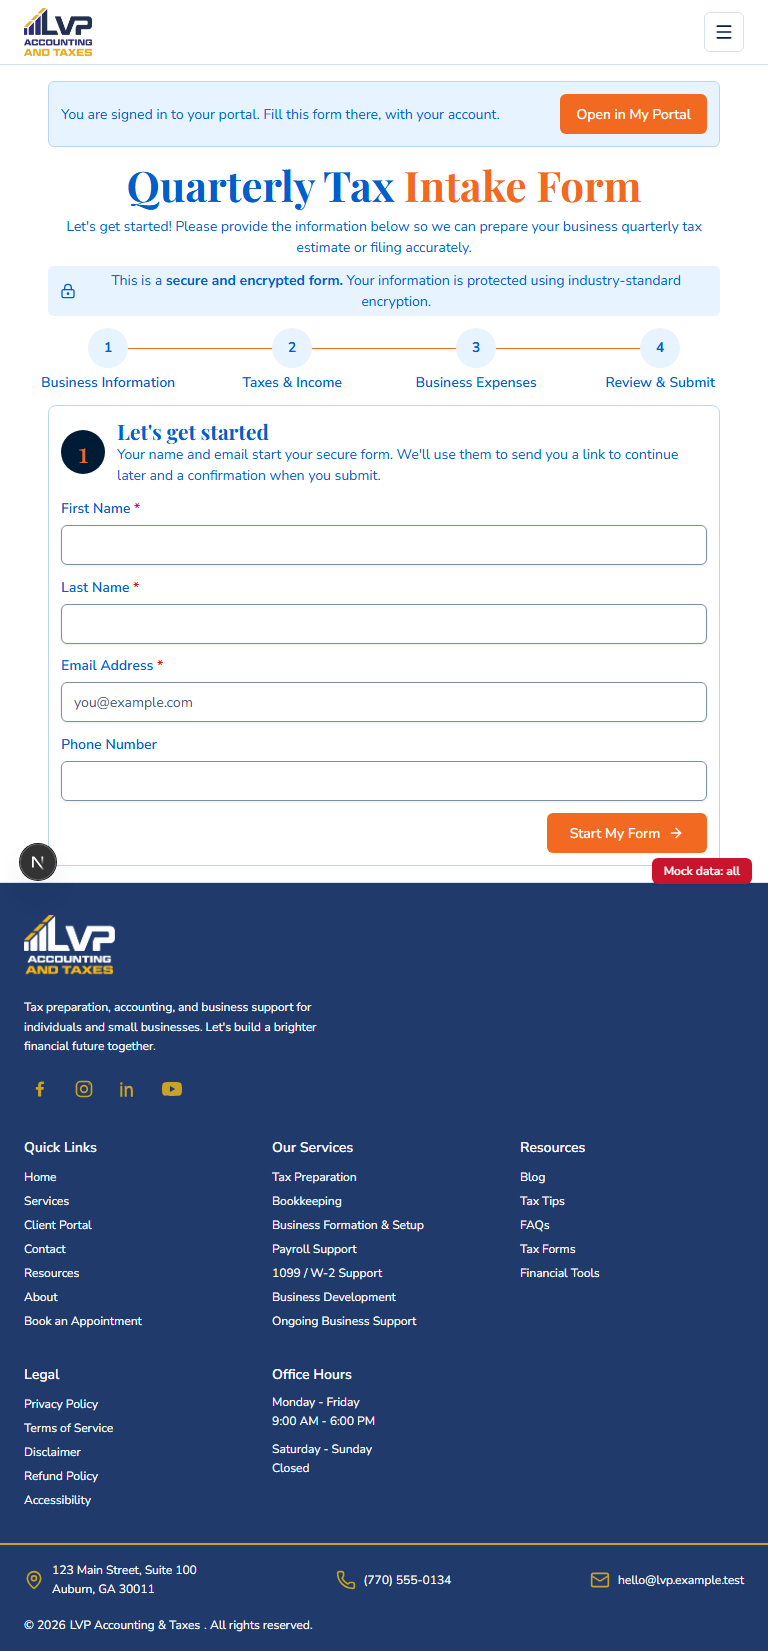 LVP
ACCOUNTING
AND TAXES
You are signed in to your portal. Fill this form there, with your account.
Open in My Portal
Quarterly Tax Intake Form
Let's get started! Please provide the information below so we can prepare your business quarterly tax
estimate or filing accurately.
This is a secure and encrypted form. Your information is protected using industry-standard
encryption.
1
2
3
4
Business Information
Taxes & Income
Business Expenses
Review & Submit
1
Let's get started
Your name and email start your secure form. We'll use them to send you a link to continue
later and a confirmation when you submit.
First Name *
Last Name *
Email Address *
you@example.com
Phone Number
Start My Form
N
Mock data: all
LVP
ACCOUNTING
AND TAXES
Tax preparation, accounting, and business support for
individuals and small businesses. Let's build a brighter
financial future together.
Quick Links
Home
Services
Client Portal
Contact
Resources
About
Book an Appointment
Our Services
Tax Preparation
Bookkeeping
Business Formation & Setup
Payroll Support
1099 / W-2 Support
Business Development
Ongoing Business Support
Resources
Blog
Tax Tips
FAQs
Tax Forms
Financial Tools
Legal
Privacy Policy
Terms of Service
Disclaimer
Refund Policy
Accessibility
Office Hours
Monday - Friday
9:00 AM - 6:00 PM
Saturday - Sunday
Closed
123 Main Street, Suite 100
Auburn, GA 30011
(770) 555-0134
hello@lvp.example.test
© 2026 LVP Accounting & Taxes . All rights reserved.